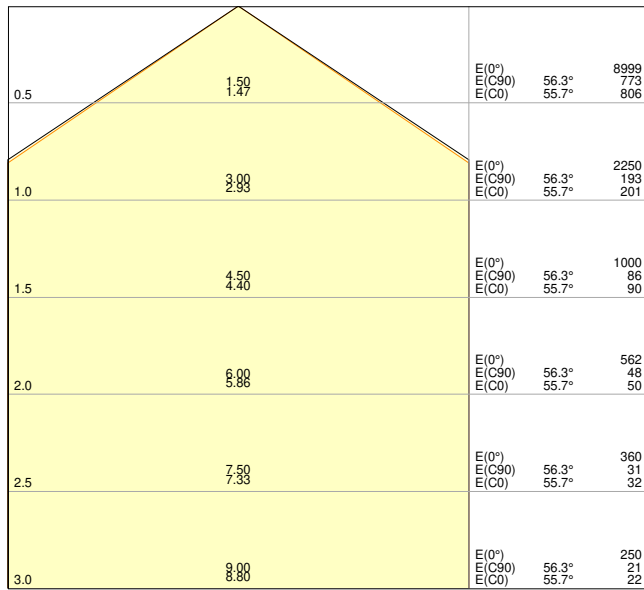 E(0°) 8999
1.50 E(C90) 56.3° 773
0.5 1.47 E(C0) 55.7° 806
E(0°) 2250
3.00 E(C90) 56.3° 193
1.0 2.93 E(C0) 55.7° 201
E(0°) 1000
4.50 E(C90) 56.3° 86
1.5 4.40 E(C0) 55.7° 90
E(0°) 562
6.00 E(C90) 56.3° 48
2.0 5.86 E(C0) 55.7° 50
E(0°) 360
7.50 E(C90) 56.3° 31
2.5 7.33 E(C0) 55.7° 32
E(0°) 250
9.00 E(C90) 56.3° 21
3.0 8.80 E(C0) 55.7° 22